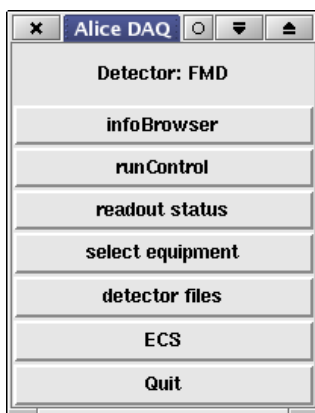 Alice DAQ
Detector: FMD
infoBrowser
runControl
readout status
select equipment
detector files
ECS
Quit